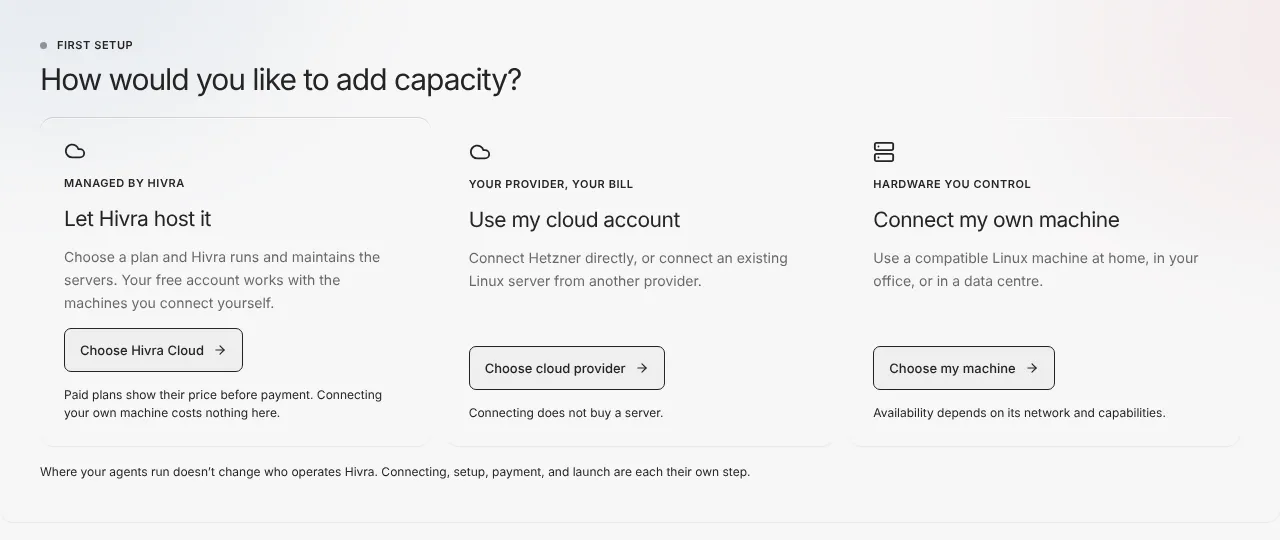 FIRST SETUP
How would you like to add capacity?
MANAGED BY HIVRA
Let Hivra host it
Choose a plan and Hivra runs and maintains the
servers. Your free account works with the
machines you connect yourself.
Choose Hivra Cloud
Paid plans show their price before payment. Connecting
your own machine costs nothing here.
YOUR PROVIDER, YOUR BILL
Use my cloud account
Connect Hetzner directly, or connect an existing
Linux server from another provider.
Choose cloud provider
Connecting does not buy a server.
HARDWARE YOU CONTROL
Connect my own machine
Use a compatible Linux machine at home, in your
office, or in a data centre.
Choose my machine
Availability depends on its network and capabilities.
Where your agents run doesn’t change who operates Hivra. Connecting, setup, payment, and launch are each their own step.